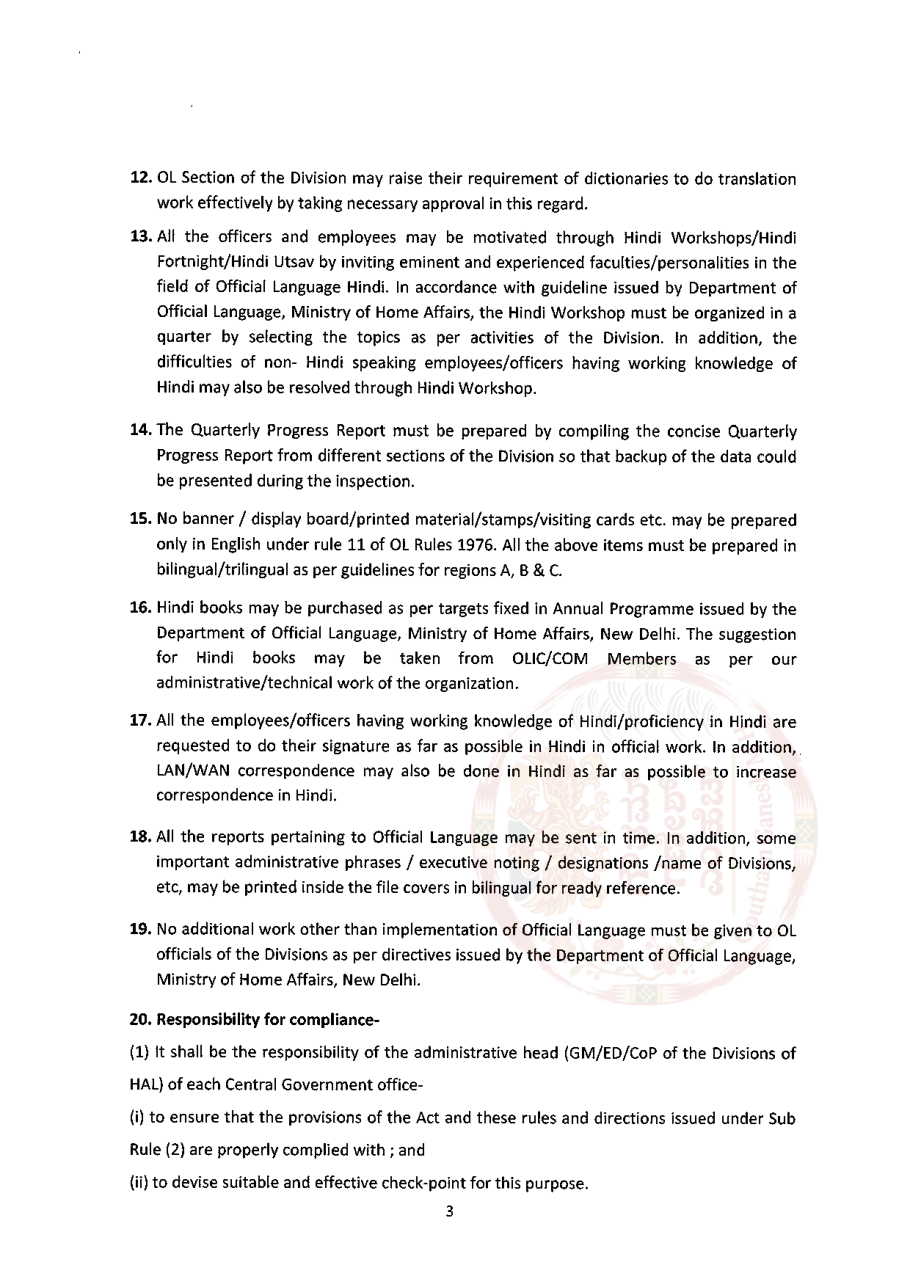 12. OL Section of the Division may raise their requirement of dictionaries to do translation
work effectively by taking necessary approval in this regard.
13. All the officers and employees may be motivated through Hindi Workshops/Hindi
Fortnight/Hindi Utsav by inviting eminent and experienced faculties/personalities in the
field of Official Language Hindi. In accordance with guideline issued by Department of
Official Language, Ministry of Home Affairs, the Hindi Workshop must be organized in a
quarter by selecting the topics as per activities of the Division. In addition, the
difficulties of non- Hindi speaking employees/officers having working knowledge of
Hindi may also be resolved through Hindi Workshop.
14. The Quarterly Progress Report must be prepared by compiling the concise Quarterly
Progress Report from different sections of the Division so that backup of the data could
be presented during the inspection.
15. No banner / display board/printed material/stamps/visiting cards etc. may be prepared
only in English under rule 11 of OL Rules 1976. All the above items must be prepared in
bilingual/trilingual as per guidelines for regions A, B & C.
16. Hindi books may be purchased as per targets fixed in Annual Programme issued by the
Department of Official Language, Ministry of Home Affairs, New Delhi. The suggestion
for Hindi books may be taken from OLIC/COM Members as per our
administrative/technical work of the organization.
17. All the employees/officers having working knowledge of Hindi/proficiency in Hindi are
requested to do their signature as far as possible in Hindi in official work. In addition,
LAN/WAN correspondence may also be done in Hindi as far as possible to increase
correspondence in Hindi.
18. All the reports pertaining to Official Language may be sent in time. In addition, some
important administrative phrases / executive noting / designations /name of Divisions,
etc, may be printed inside the file covers in bilingual for ready reference.
19. No additional work other than implementation of Official Language must be given to OL
officials of the Divisions as per directives issued by the Department of Official Language,
Ministry of Home Affairs, New Delhi.
20. Responsibility for compliance-
(1) It shall be the responsibility of the administrative head (GM/ED/CoP of the Divisions of
HAL) of each Central Government office-
(i) to ensure that the provisions of the Act and these rules and directions issued under Sub
Rule (2) are properly complied with ; and
(ii) to devise suitable and effective check-point for this purpose.
3